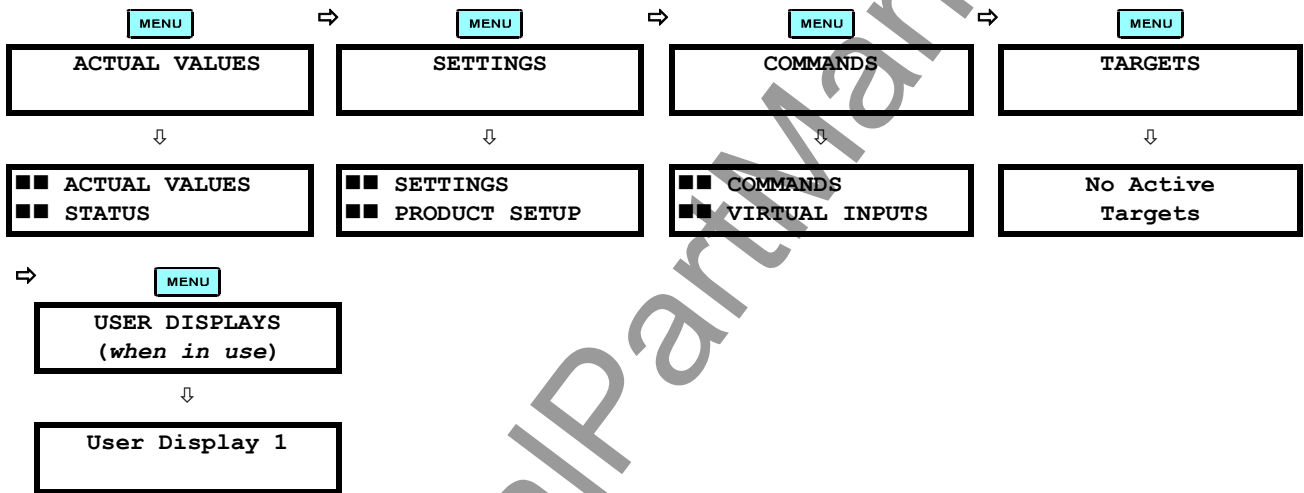 MENU ⇨ MENU ⇨ MENU ⇨ MENU
ACTUAL VALUES
SETTINGS
COMMANDS
TARGETS
⇩ ⇩ ⇩ ⇩
■■ ACTUAL VALUES
■■ STATUS
■■ SETTINGS
■■ PRODUCT SETUP
■■ COMMANDS
■■ VIRTUAL INPUTS
No Active
Targets
⇨ MENU
USER DISPLAYS
(when in use)
⇩
User Display 1
lPartMan